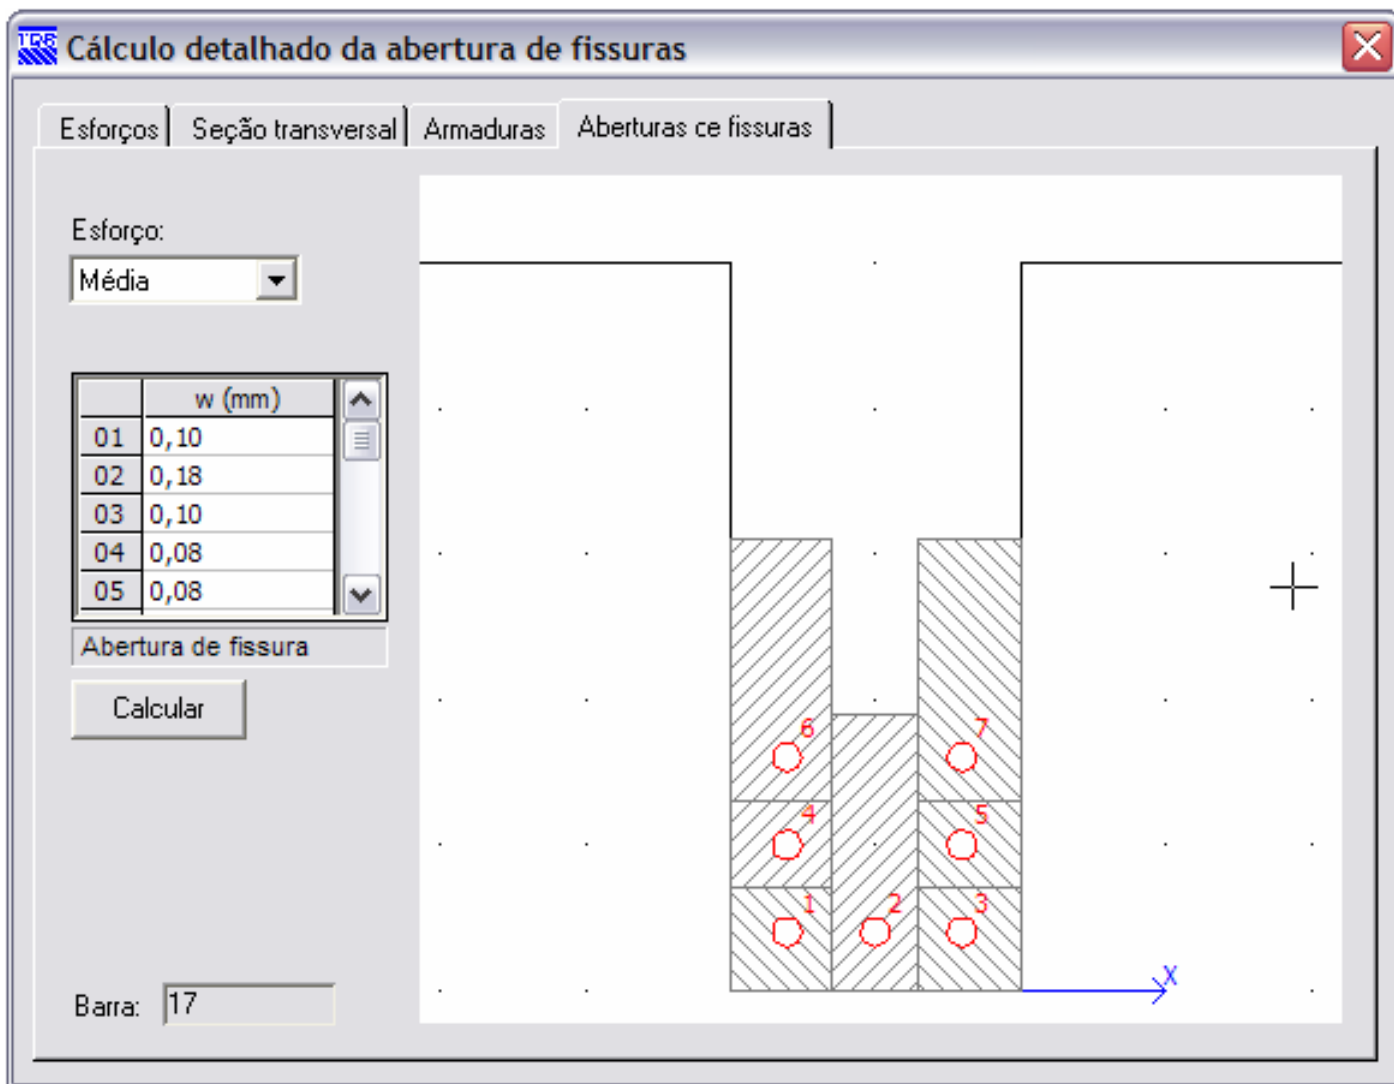 TQS Cálculo detalhado da abertura de fissuras
Esforços Seção transversal Armaduras Aberturas ce fissuras
Esforço:
Média
w (mm)
01 0,10
02 0,18
03 0,10
04 0,08
05 0,08
Abertura de fissura
Calcular
Barra: 17
6 7
4 5
1 2 3
X